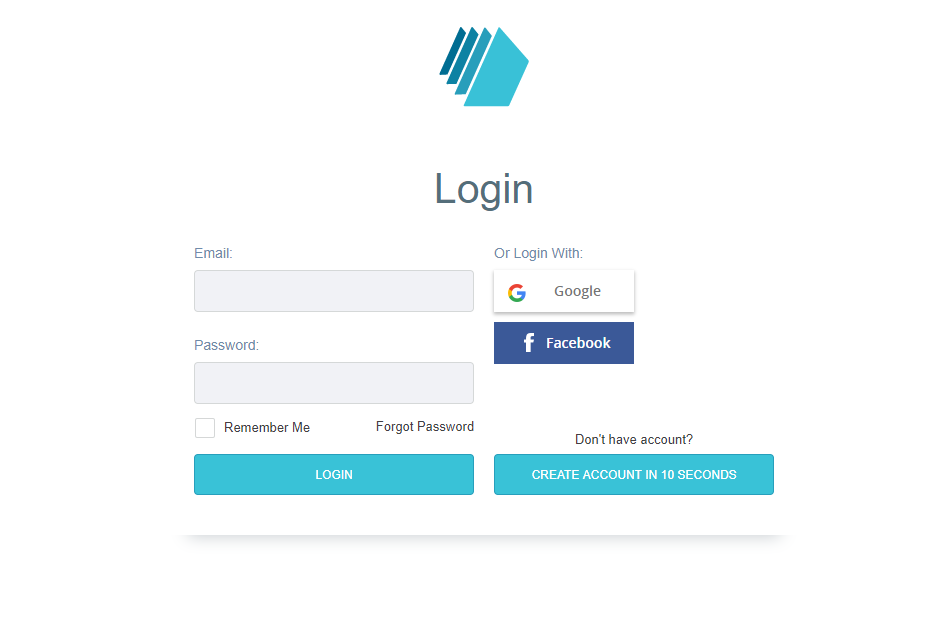 Login
Email:
Password:
Remember Me
Forgot Password
LOGIN
Or Login With:
Google
Facebook
Don't have account?
CREATE ACCOUNT IN 10 SECONDS